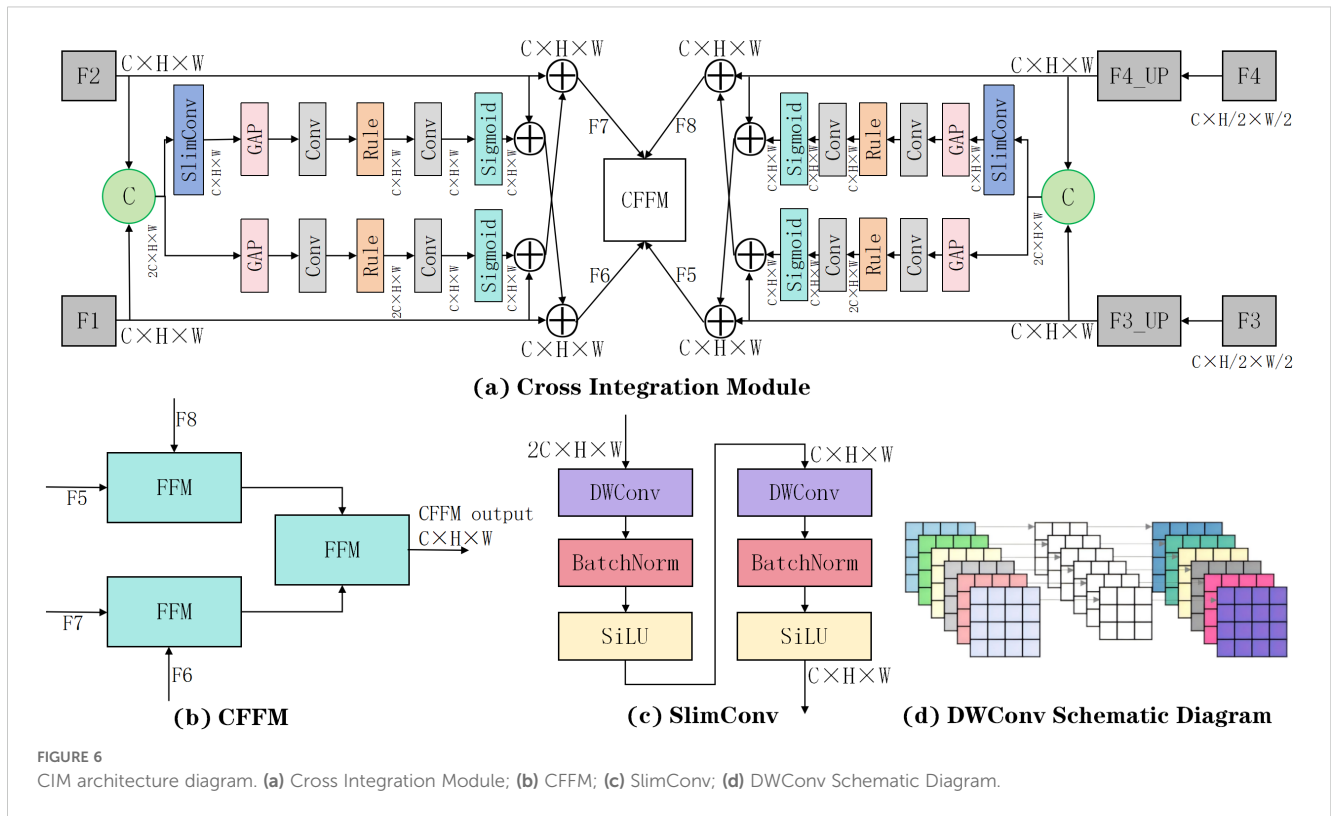 C×H×W
C×H×W
F2
C×H×W
C×H×W
F4_UP
F4
C×H/2×W/2
F7
F8
SlimConv
C×H×W
GAP
Conv
Rule
C×H×W
Conv
C×H×W
Sigmoid
C×H×W
C×H×W
Sigmoid
C×H×W
Conv
C×H×W
Rule
Conv
GAP
C×H×W
SlimConv
C
CFFM
C
2C×H×W
GAP
Conv
Rule
2C×H×W
Conv
C×H×W
Sigmoid
C×H×W
C×H×W
Sigmoid
C×H×W
Conv
2C×H×W
Rule
Conv
GAP
2C×H×W
F6
F5
F1
C×H×W
C×H×W
F3_UP
F3
C×H×W
C×H×W
C×H/2×W/2
(a) Cross Integration Module
F8
F5
FFM
FFM
CFFM output
C×H×W
F7
FFM
F6
(b) CFFM
2C×H×W
DWConv
BatchNorm
SiLU
C×H×W
DWConv
BatchNorm
SiLU
C×H×W
(c) SlimConv
(d) DWConv Schematic Diagram
FIGURE 6
CIM architecture diagram. (a) Cross Integration Module; (b) CFFM; (c) SlimConv; (d) DWConv Schematic Diagram.